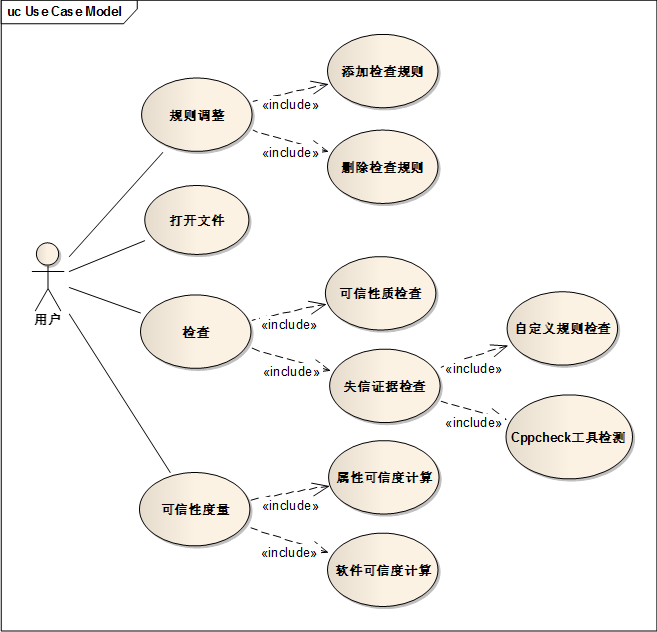 uc Use Case Model
添加检查规则
规则调整
«include»
«include»
删除检查规则
打开文件
用户
可信性质检查
检查
«include»
«include»
失信证据检查
自定义规则检查
«include»
«include»
Cppcheck工具检测
可信性度量
属性可信度计算
«include»
«include»
软件可信度计算